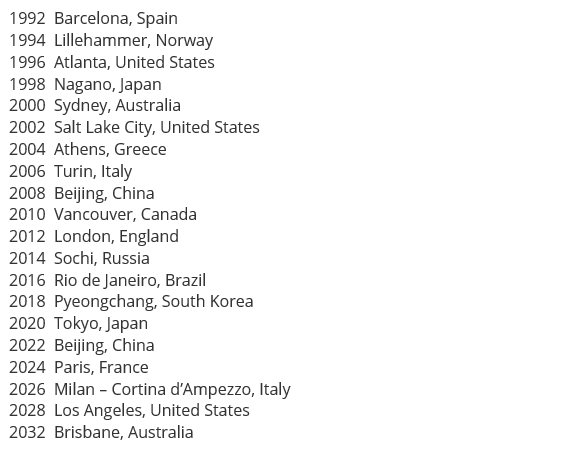 1992 Barcelona, Spain
1994 Lillehammer, Norway
1996 Atlanta, United States
1998 Nagano, Japan
2000 Sydney, Australia
2002 Salt Lake City, United States
2004 Athens, Greece
2006 Turin, Italy
2008 Beijing, China
2010 Vancouver, Canada
2012 London, England
2014 Sochi, Russia
2016 Rio de Janeiro, Brazil
2018 Pyeongchang, South Korea
2020 Tokyo, Japan
2022 Beijing, China
2024 Paris, France
2026 Milan – Cortina d’Ampezzo, Italy
2028 Los Angeles, United States
2032 Brisbane, Australia